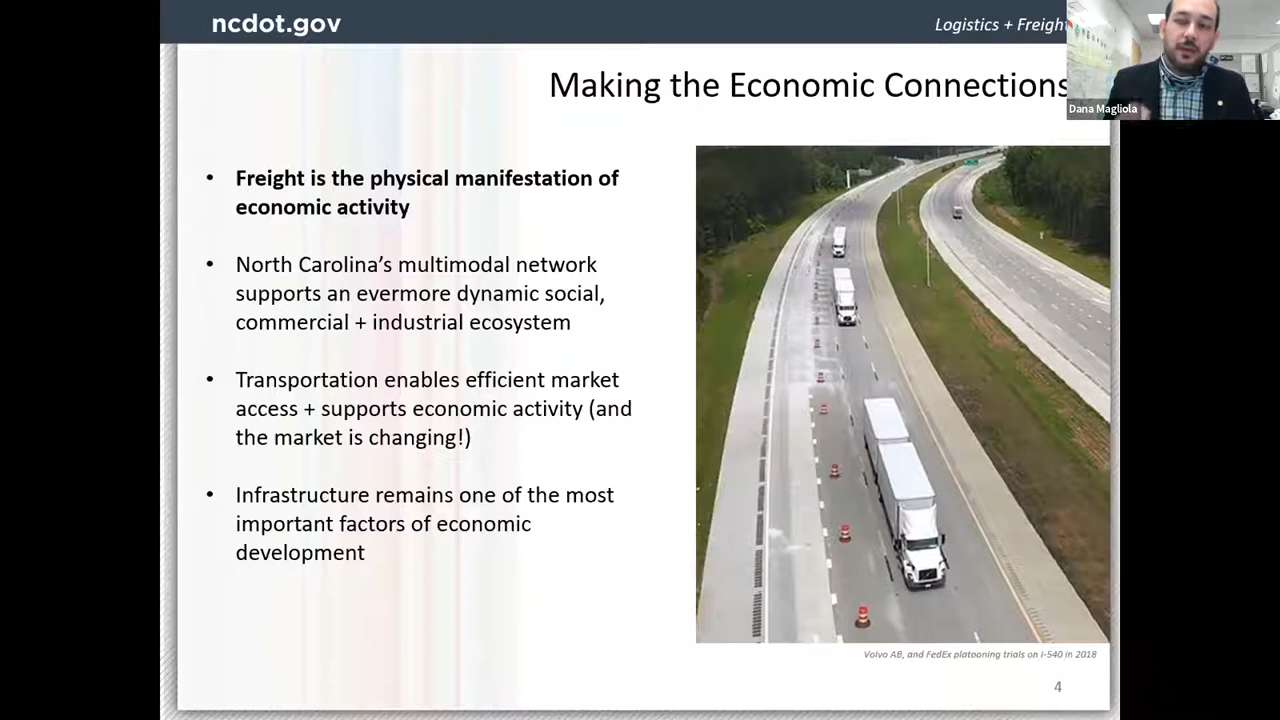 ncdot.gov
Logistics + Freight
Making the Economic Connections
Dana Magliola
• Freight is the physical manifestation of
economic activity
• North Carolina’s multimodal network
supports an evermore dynamic social,
commercial + industrial ecosystem
• Transportation enables efficient market
access + supports economic activity (and
the market is changing!)
• Infrastructure remains one of the most
important factors of economic
development
Volvo AB, and FedEx platooning trials on I-540 in 2018
4